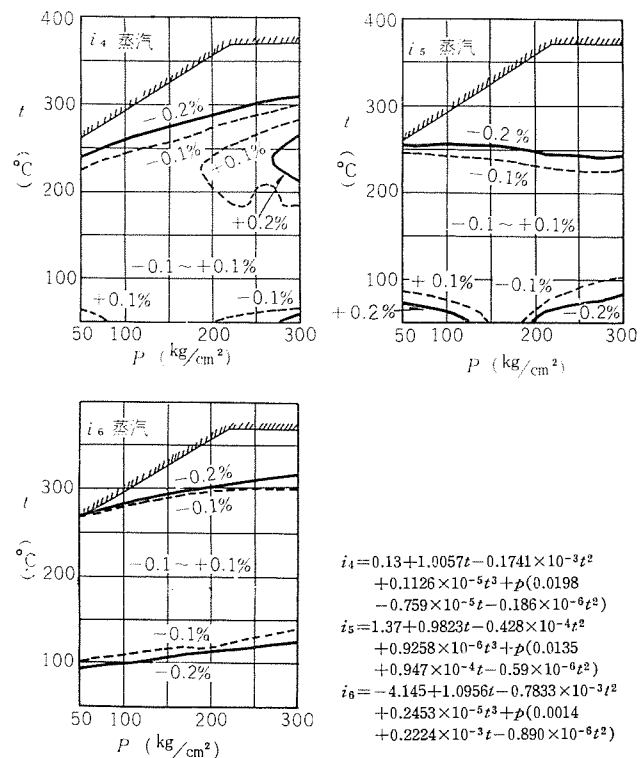 400
i₄ 蒸汽
t
300
-0.2%
-0.1%
+0.1%
(℃)
200
+0.2%
-0.1~+0.1%
100
+0.1%
-0.1%
50 100 200 300
P (kg/cm²)
400
i₅ 蒸汽
t
300
-0.2%
-0.1%
(℃)
200
-0.1~+0.1%
100
+0.1%
-0.1%
+0.2%
-0.2%
50 100 200 300
P (kg/cm²)
400
i₆ 蒸汽
t
300
-0.2%
-0.1%
(℃)
200
-0.1~+0.1%
-0.1%
100
-0.2%
50 100 200 300
P (kg/cm²)
i₄=0.13+1.0057t-0.1741×10⁻³t²
+0.1126×10⁻⁵t³+p(0.0198
-0.759×10⁻⁵t-0.186×10⁻⁶t²)
i₅=1.37+0.9823t-0.428×10⁻⁴t²
+0.9258×10⁻⁶t³+p(0.0135
+0.947×10⁻⁴t-0.59×10⁻⁶t²)
i₆=-4.145+1.0956t-0.7833×10⁻³t²
+0.2453×10⁻⁵t³+p(0.0014
+0.2224×10⁻³t-0.890×10⁻⁶t²)